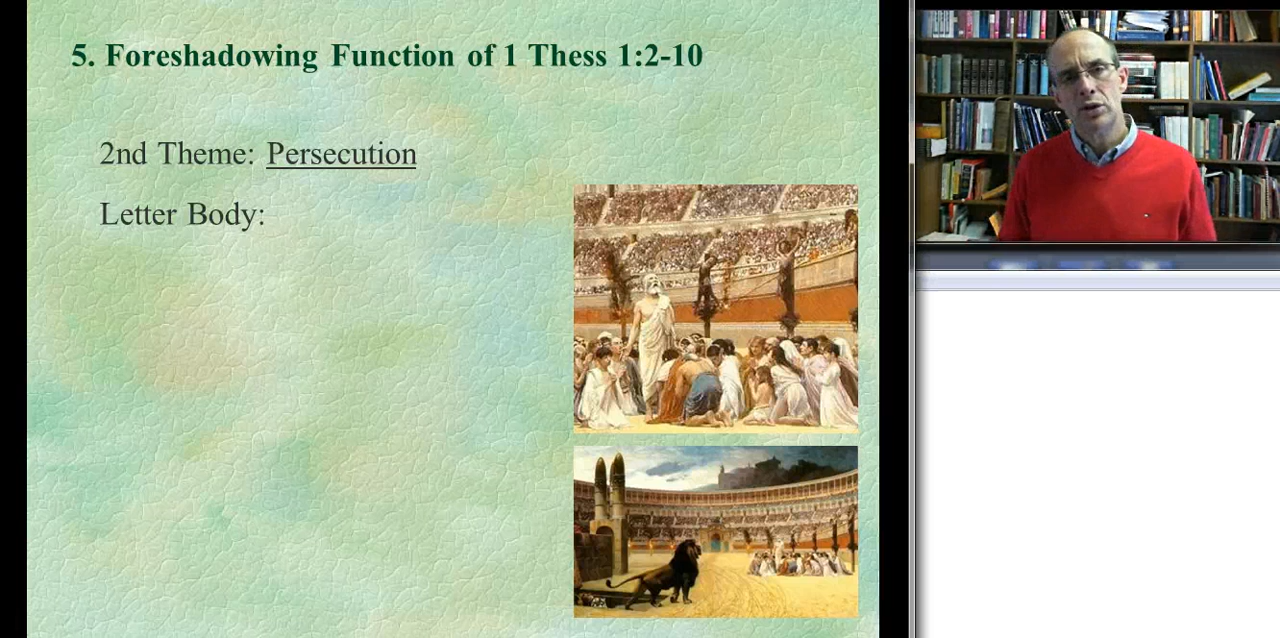 5. Foreshadowing Function of 1 Thess 1:2-10
2nd Theme: Persecution
Letter Body: